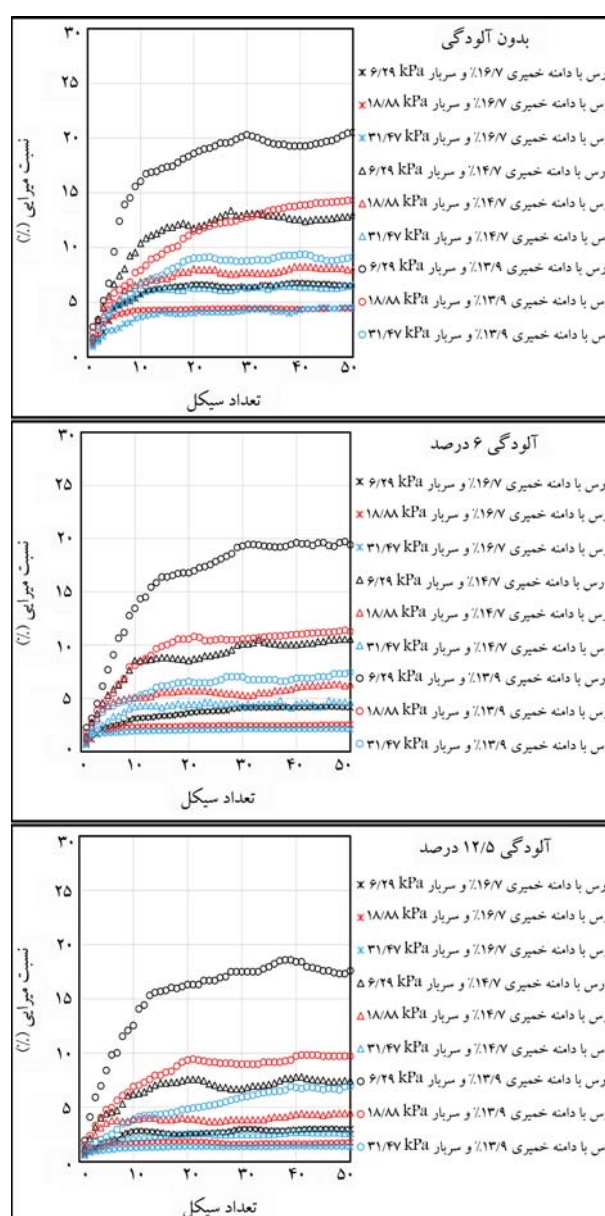 بدون آلودگی
۳۰
۲۵
۲۰
۱۵
۱۰
۵
۰
نسبت میرایی (%)
۰ ۱۰ ۲۰ ۳۰ ۴۰ ۵۰
تعداد سیکل
رس با دامنه خمیری ۱۶/۷٪ و سربار ۶/۲۹ kPa
رس با دامنه خمیری ۱۶/۷٪ و سربار ۱۸/۸۸ kPa
رس با دامنه خمیری ۱۶/۷٪ و سربار ۳۱/۴۷ kPa
رس با دامنه خمیری ۱۴/۷٪ و سربار ۶/۲۹ kPa
رس با دامنه خمیری ۱۴/۷٪ و سربار ۱۸/۸۸ kPa
رس با دامنه خمیری ۱۴/۷٪ و سربار ۳۱/۴۷ kPa
رس با دامنه خمیری ۱۳/۹٪ و سربار ۶/۲۹ kPa
رس با دامنه خمیری ۱۳/۹٪ و سربار ۱۸/۸۸ kPa
رس با دامنه خمیری ۱۳/۹٪ و سربار ۳۱/۴۷ kPa
آلودگی ۶ درصد
۳۰
۲۵
۲۰
۱۵
۱۰
۵
۰
نسبت میرایی (%)
۰ ۱۰ ۲۰ ۳۰ ۴۰ ۵۰
تعداد سیکل
رس با دامنه خمیری ۱۶/۷٪ و سربار ۶/۲۹ kPa
رس با دامنه خمیری ۱۶/۷٪ و سربار ۱۸/۸۸ kPa
رس با دامنه خمیری ۱۶/۷٪ و سربار ۳۱/۴۷ kPa
رس با دامنه خمیری ۱۴/۷٪ و سربار ۶/۲۹ kPa
رس با دامنه خمیری ۱۴/۷٪ و سربار ۱۸/۸۸ kPa
رس با دامنه خمیری ۱۴/۷٪ و سربار ۳۱/۴۷ kPa
رس با دامنه خمیری ۱۳/۹٪ و سربار ۶/۲۹ kPa
رس با دامنه خمیری ۱۳/۹٪ و سربار ۱۸/۸۸ kPa
رس با دامنه خمیری ۱۳/۹٪ و سربار ۳۱/۴۷ kPa
آلودگی ۱۲/۵ درصد
۳۰
۲۵
۲۰
۱۵
۱۰
۵
۰
نسبت میرایی (%)
۰ ۱۰ ۲۰ ۳۰ ۴۰ ۵۰
تعداد سیکل
رس با دامنه خمیری ۱۶/۷٪ و سربار ۶/۲۹ kPa
رس با دامنه خمیری ۱۶/۷٪ و سربار ۱۸/۸۸ kPa
رس با دامنه خمیری ۱۶/۷٪ و سربار ۳۱/۴۷ kPa
رس با دامنه خمیری ۱۴/۷٪ و سربار ۶/۲۹ kPa
رس با دامنه خمیری ۱۴/۷٪ و سربار ۱۸/۸۸ kPa
رس با دامنه خمیری ۱۴/۷٪ و سربار ۳۱/۴۷ kPa
رس با دامنه خمیری ۱۳/۹٪ و سربار ۶/۲۹ kPa
رس با دامنه خمیری ۱۳/۹٪ و سربار ۱۸/۸۸ kPa
رس با دامنه خمیری ۱۳/۹٪ و سربار ۳۱/۴۷ kPa